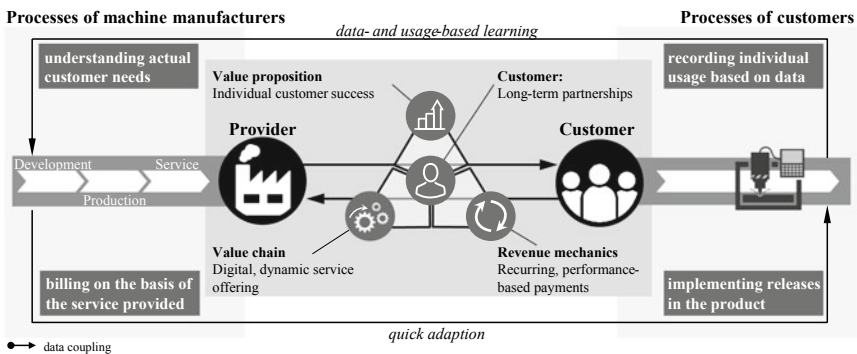 Processes of machine manufacturers
Processes of customers
data- and usage-based learning
understanding actual
customer needs
recording individual
usage based on data
Value proposition
Individual customer success
Customer:
Long-term partnerships
Provider
Customer
Development
Service
Production
Value chain
Digital, dynamic service
offering
Revenue mechanics
Recurring, performance-
based payments
billing on the basis of
the service provided
implementing releases
in the product
quick adaption
data coupling